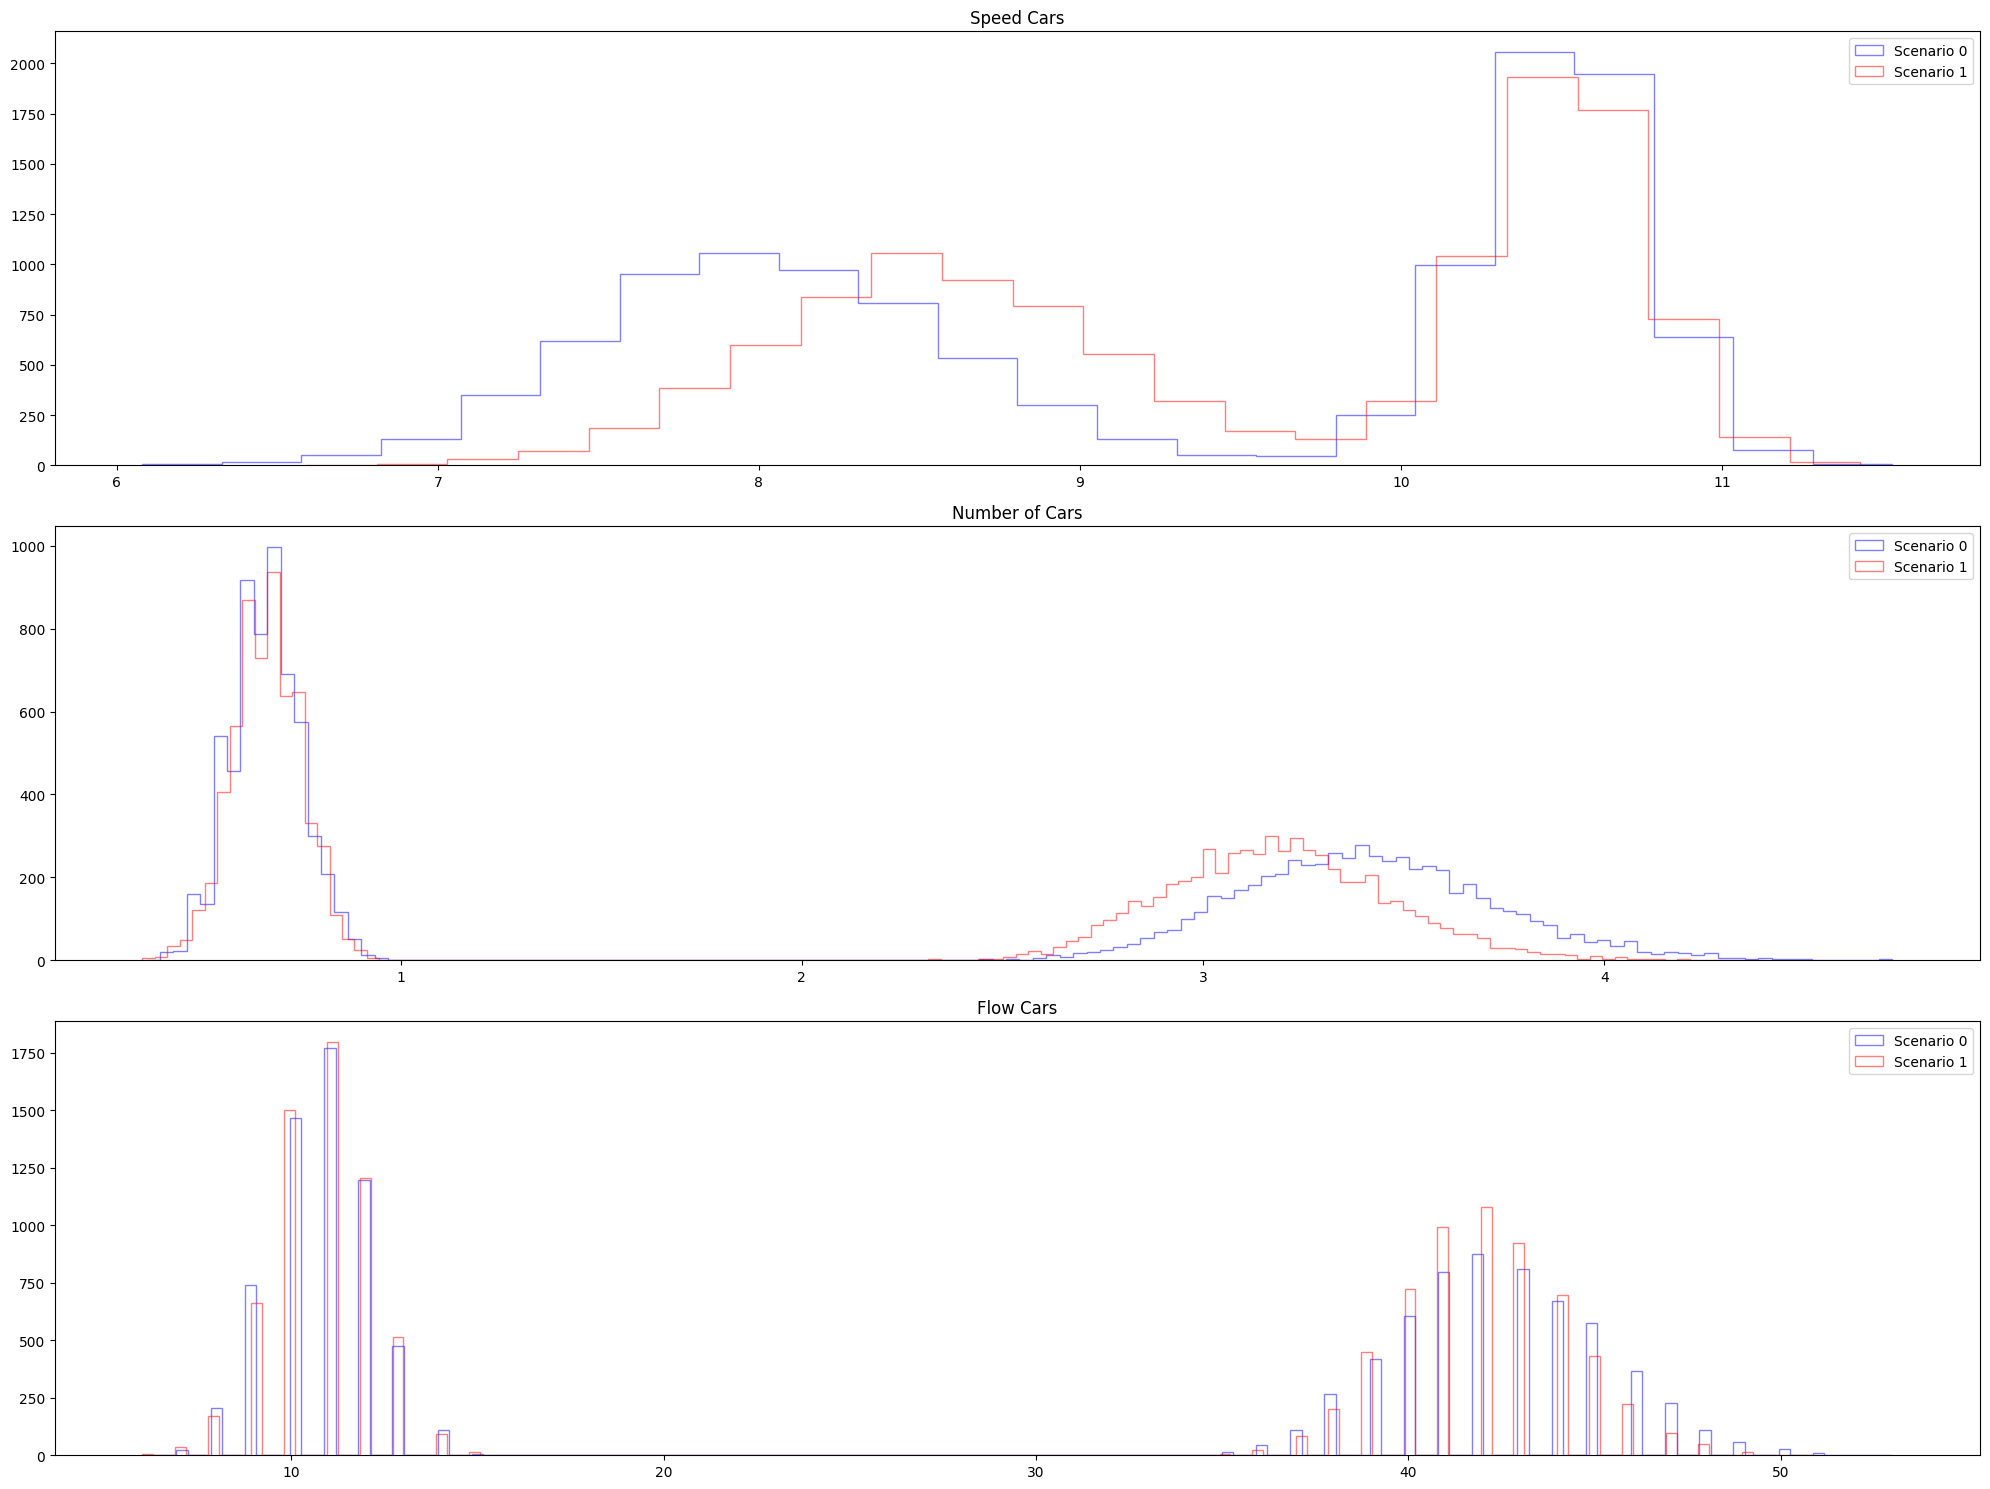 Speed Cars
Scenario 0
Scenario 1
2000
1750
1500
1250
1000
750
500
250
0
6 7 8 9 10 11
Number of Cars
Scenario 0
Scenario 1
1000
800
600
400
200
0
1 2 3 4
Flow Cars
Scenario 0
Scenario 1
1750
1500
1250
1000
750
500
250
0
10 20 30 40 50